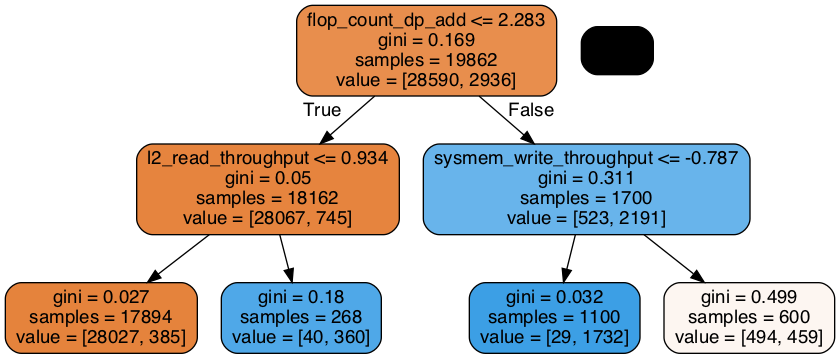 flop_count_dp_add <= 2.283
gini = 0.169
samples = 19862
value = [28590, 2936]
True
False
l2_read_throughput <= 0.934
gini = 0.05
samples = 18162
value = [28067, 745]
sysmem_write_throughput <= -0.787
gini = 0.311
samples = 1700
value = [523, 2191]
gini = 0.027
samples = 17894
value = [28027, 385]
gini = 0.18
samples = 268
value = [40, 360]
gini = 0.032
samples = 1100
value = [29, 1732]
gini = 0.499
samples = 600
value = [494, 459]